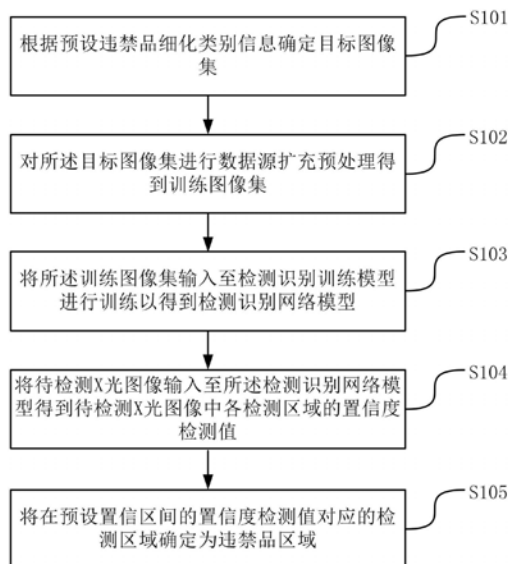 S101
根据预设违禁品细化类别信息确定目标图像
集
S102
对所述目标图像集进行数据源扩充预处理得
到训练图像集
S103
将所述训练图像集输入至检测识别训练模型
进行训练以得到检测识别网络模型
S104
将待检测X光图像输入至所述检测识别网络模
型得到待检测X光图像中各检测区域的置信度
检测值
S105
将在预设置信区间的置信度检测值对应的检
测区域确定为违禁品区域